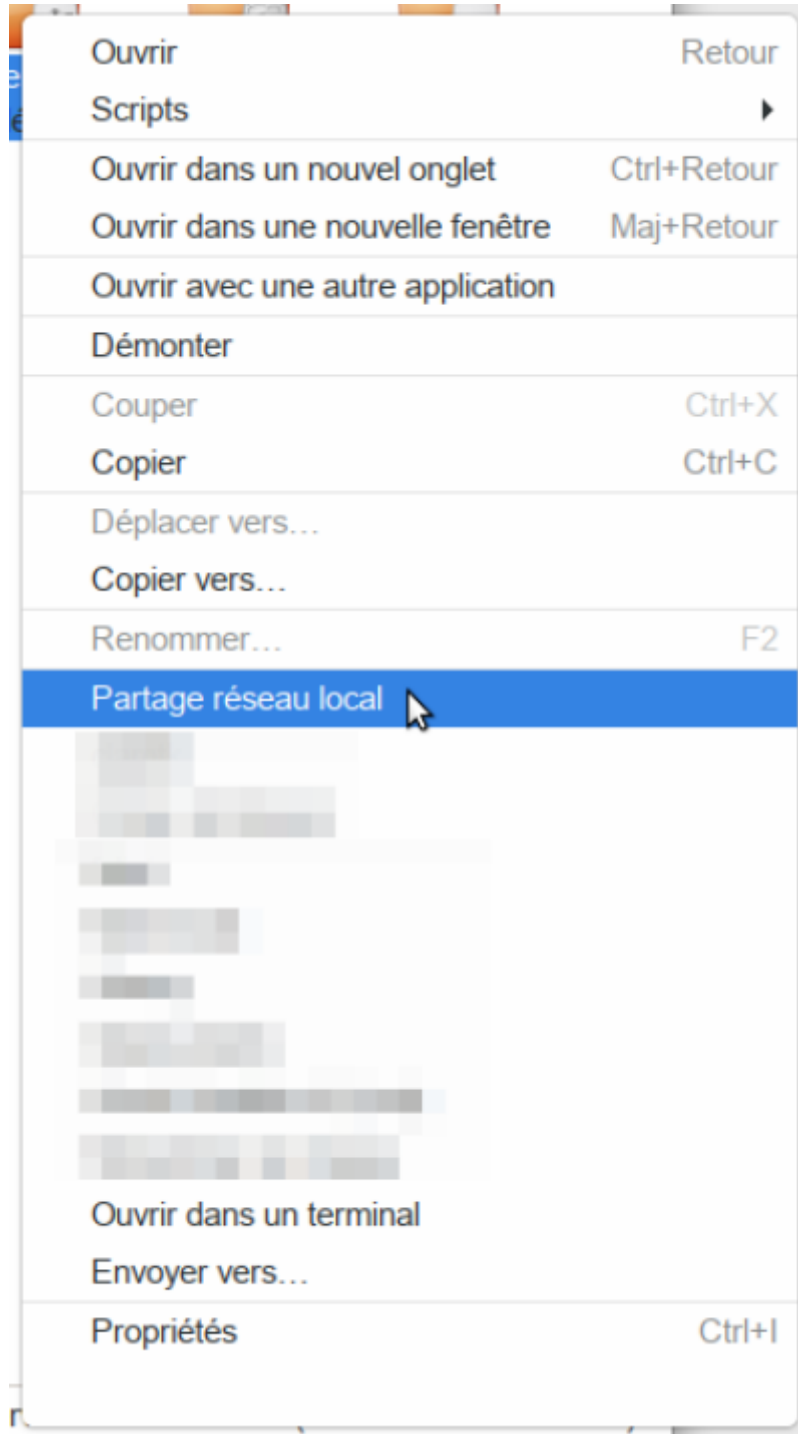 Ouvrir Retour
Scripts
Ouvrir dans un nouvel onglet Ctrl+Retour
Ouvrir dans une nouvelle fenêtre Maj+Retour
Ouvrir avec une autre application
Démonter
Couper Ctrl+X
Copier Ctrl+C
Déplacer vers…
Copier vers…
Renommer… F2
Partage réseau local
Ouvrir dans un terminal
Envoyer vers…
Propriétés Ctrl+I